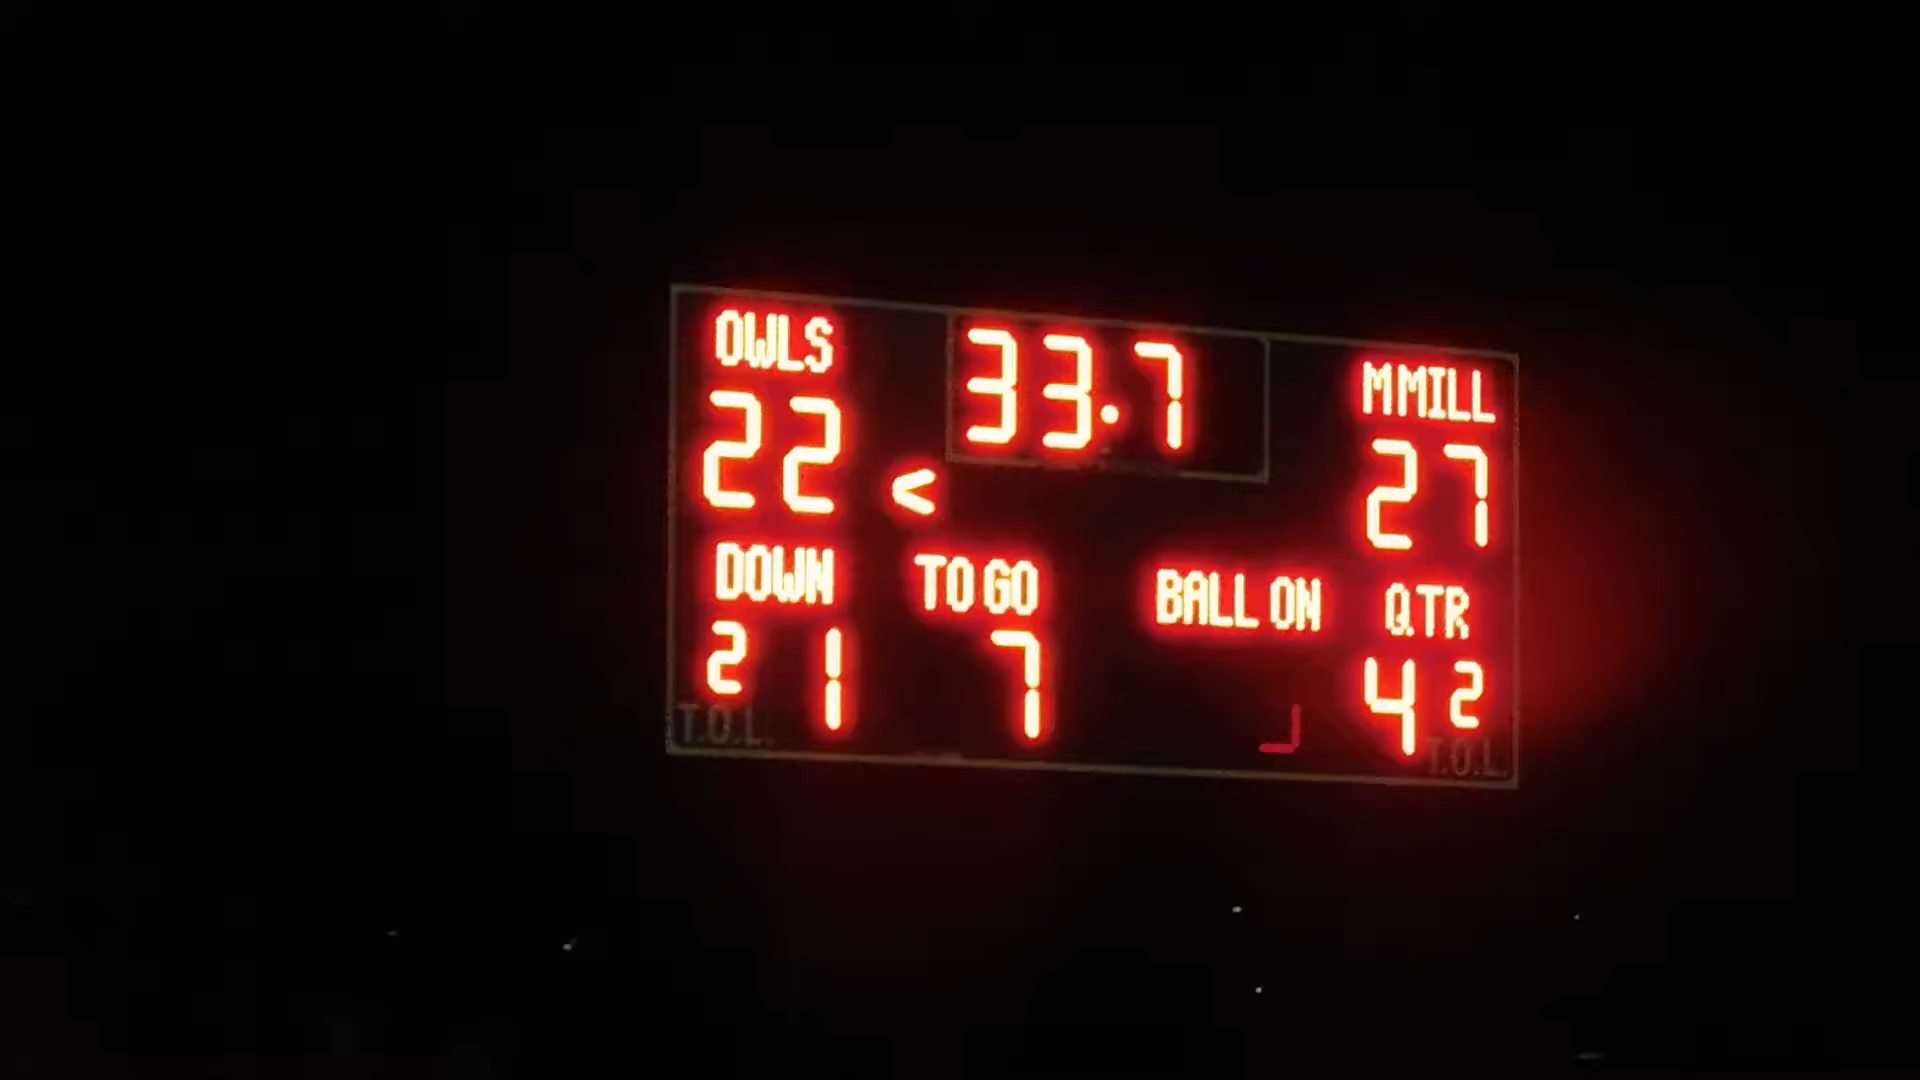 OWLS 33.7 MMILL
22 < 27
DOWN TO GO BALL ON QTR
2 1 7 4 2
T.O.L. T.O.L.